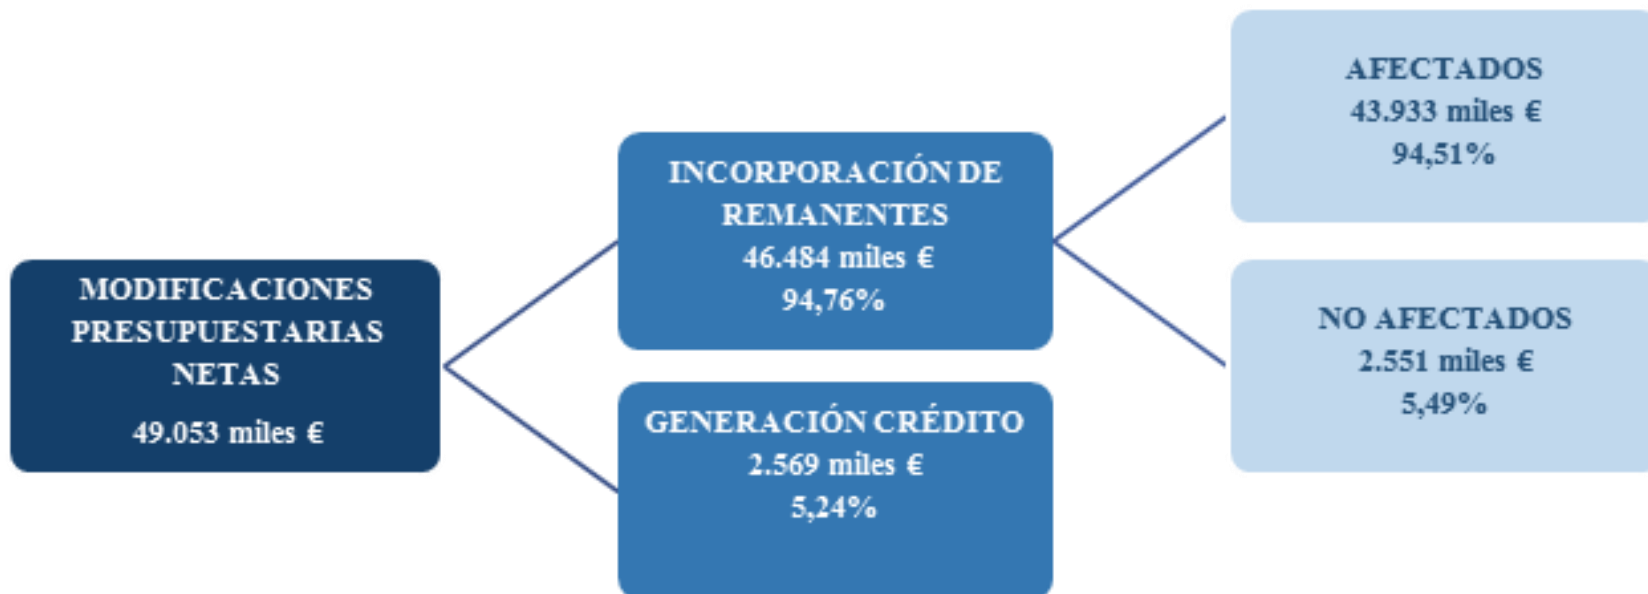 MODIFICACIONES
PRESUPUESTARIAS
NETAS
49.053 miles €
INCORPORACIÓN DE
REMANENTES
46.484 miles €
94,76%
GENERACIÓN CRÉDITO
2.569 miles €
5,24%
AFECTADOS
43.933 miles €
94,51%
NO AFECTADOS
2.551 miles €
5,49%